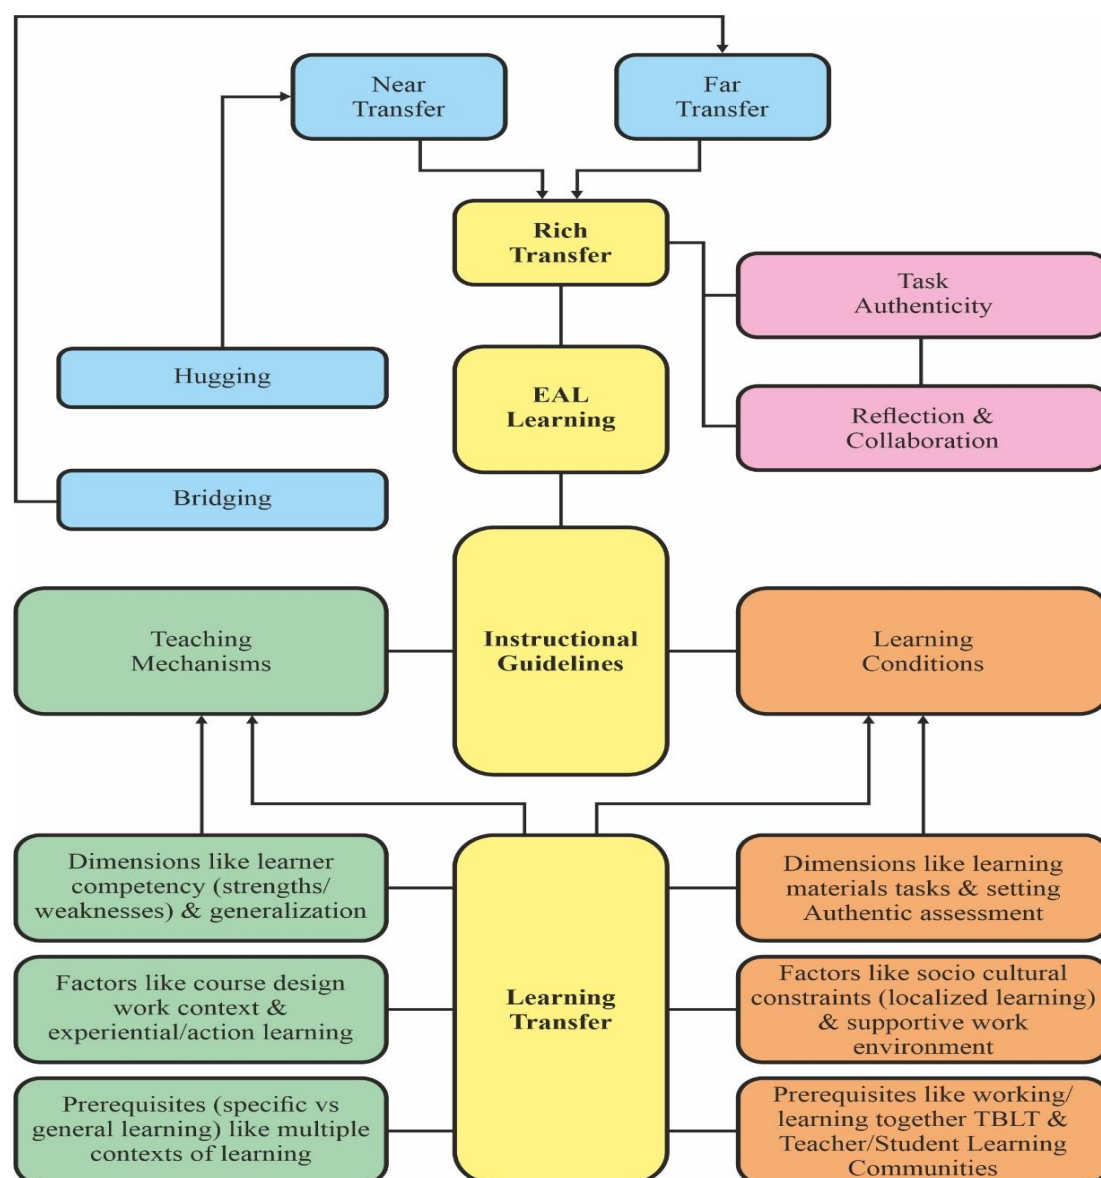 Near
Transfer
Far
Transfer
Rich
Transfer
Task
Authenticity
Hugging
EAL
Learning
Reflection &
Collaboration
Bridging
Teaching
Mechanisms
Instructional
Guidelines
Learning
Conditions
Dimensions like learner
competency (strengths/
weaknesses) & generalization
Dimensions like learning
materials tasks & setting
Authentic assessment
Factors like course design
work context &
experiential/action learning
Learning
Transfer
Factors like socio cultural
constraints (localized learning)
& supportive work
environment
Prerequisites (specific vs
general learning) like multiple
contexts of learning
Prerequisites like working/
learning together TBLT &
Teacher/Student Learning
Communities